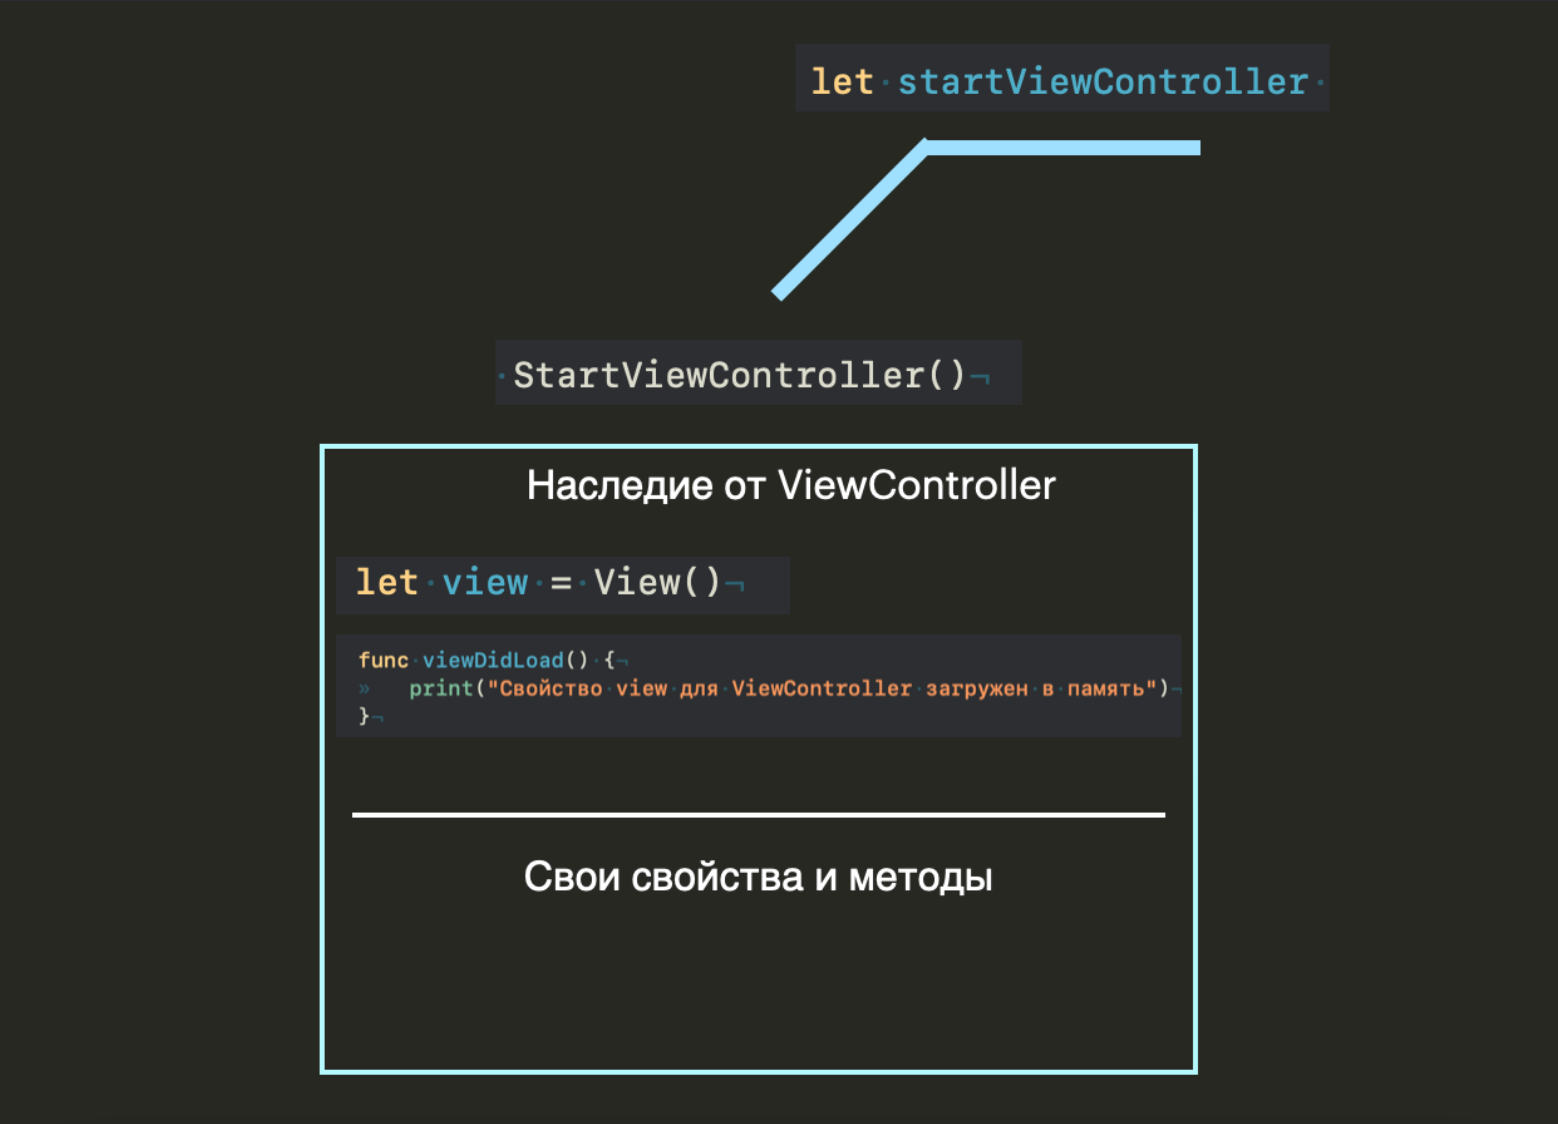 let startViewController
StartViewController()
Наследие от ViewController
let view = View()
func viewDidLoad() {
print("Свойство view для ViewController загружен в память")
}
Свои свойства и методы